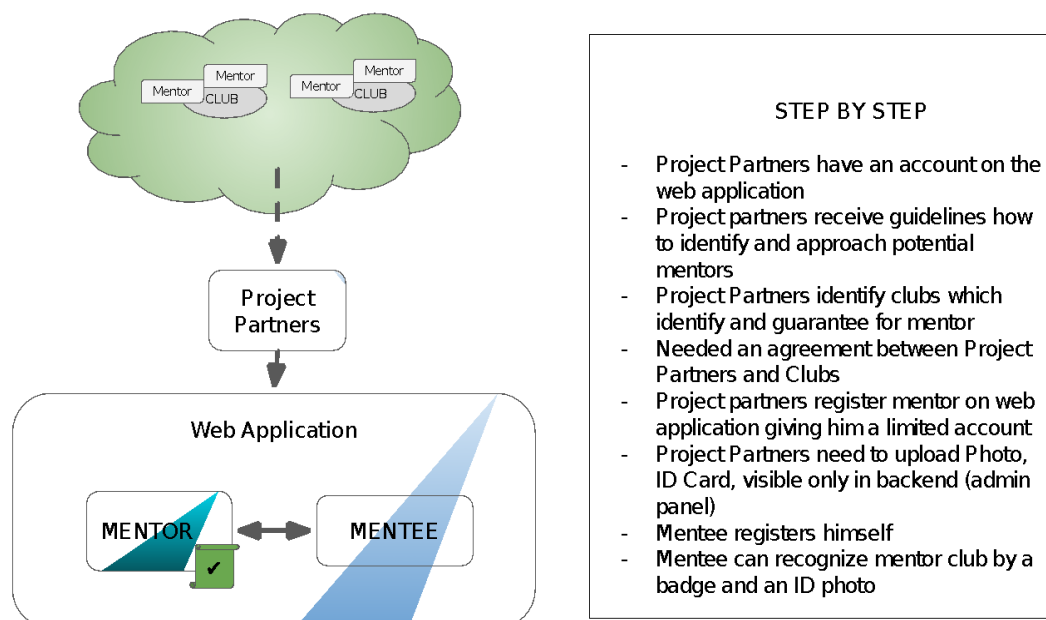 Mentor
Mentor
CLUB
Mentor
Mentor
CLUB
Project
Partners
Web Application
MENTOR
MENTEE
✔
STEP BY STEP
- Project Partners have an account on the
web application
- Project partners receive guidelines how
to identify and approach potential
mentors
- Project Partners identify clubs which
identify and guarantee for mentor
- Needed an agreement between Project
Partners and Clubs
- Project partners register mentor on web
application giving him a limited account
- Project Partners need to upload Photo,
ID Card, visible only in backend (admin
panel)
- Mentee registers himself
- Mentee can recognize mentor club by a
badge and an ID photo